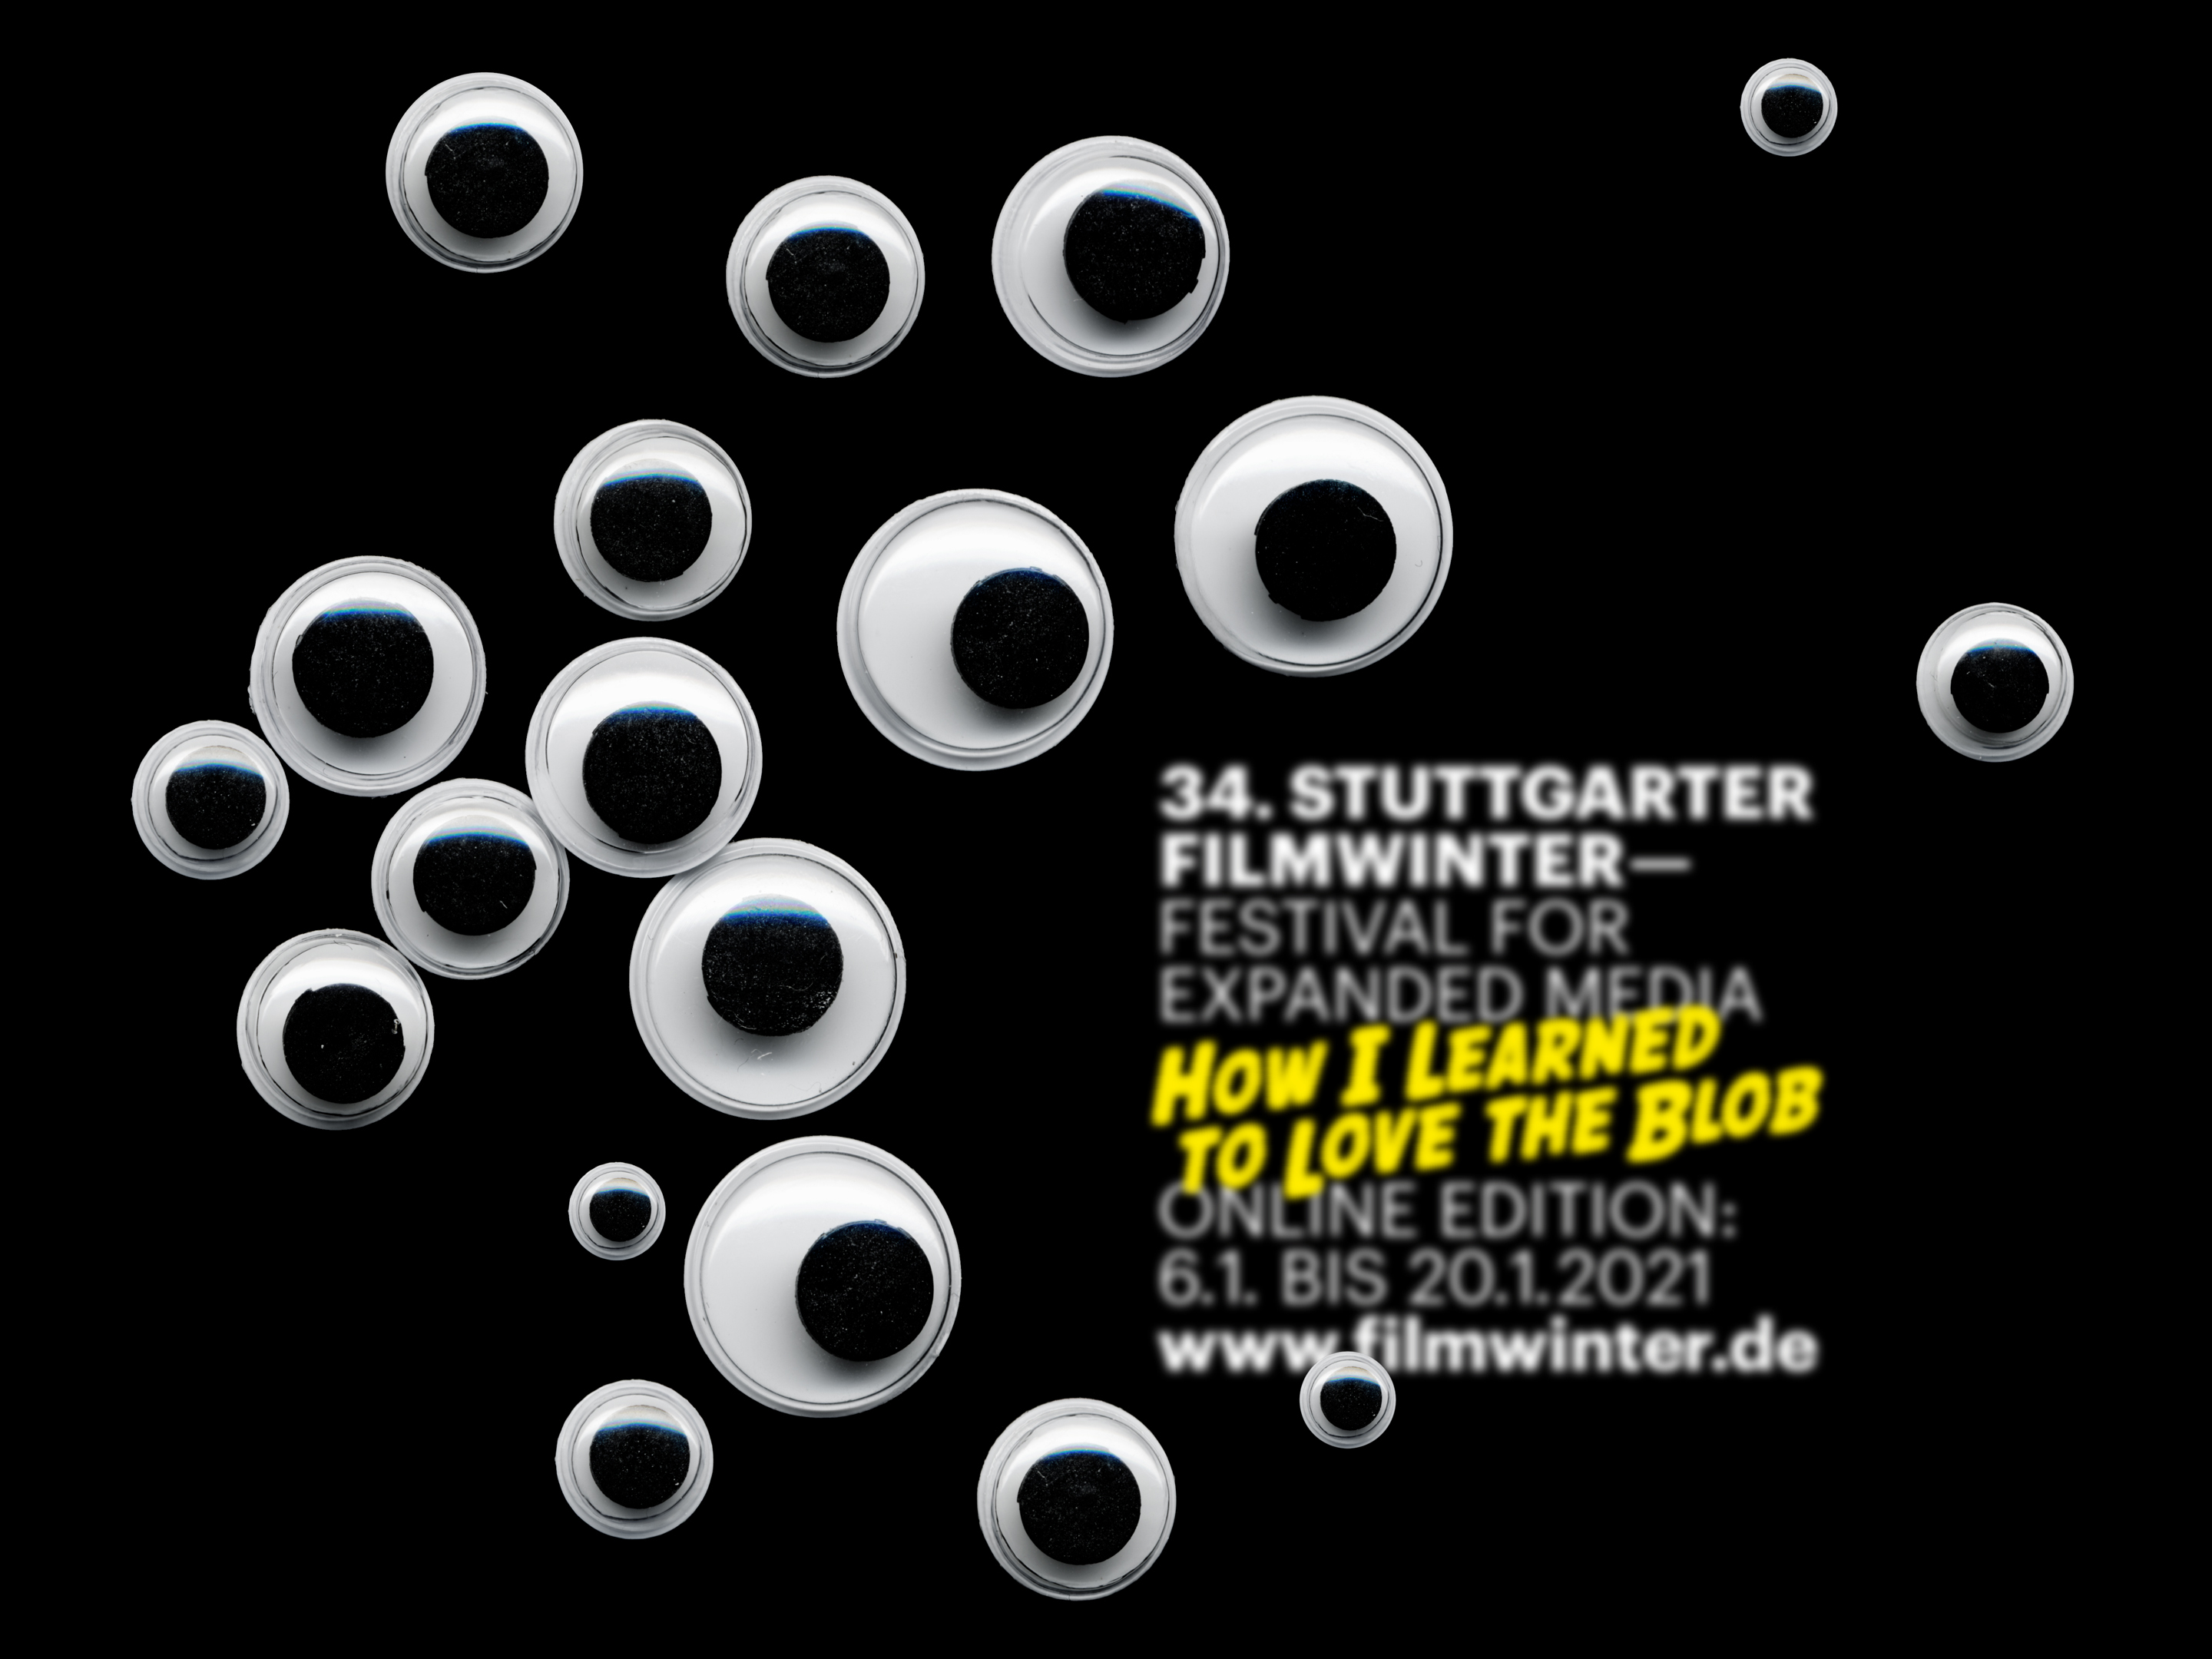 34. STUTTGARTER
FILMWINTER—
FESTIVAL FOR
EXPANDED MEDIA
HOW I LEARNED
TO LOVE THE BLOB
ONLINE EDITION:
6.1. BIS 20.1.2021
www.filmwinter.de